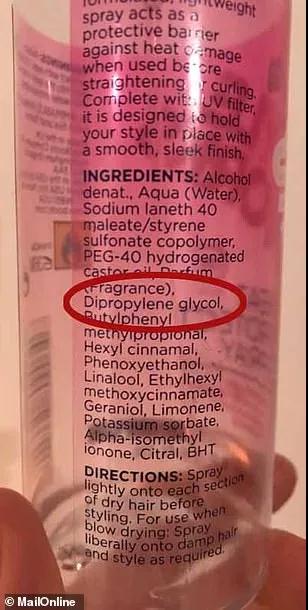 formulated, lightweight
spray acts as a
protective barrier
against heat damage
when used before
straightening or curling.
Complete with UV filter,
it is designed to hold
your style in place with
a smooth, sleek finish.
INGREDIENTS: Alcohol
denat., Aqua (Water),
Sodium laneth 40
maleate/styrene
sulfonate copolymer,
PEG-40 hydrogenated
castor oil, Parfum
(Fragrance),
Dipropylene glycol,
Butylphenyl
methylpropional,
Hexyl cinnamal,
Phenoxyethanol,
Linalool, Ethylhexyl
methoxycinnamate,
Geraniol, Limonene,
Potassium sorbate,
Alpha-isomethyl
ionone, Citral, BHT
DIRECTIONS: Spray
lightly onto each section
of dry hair before
styling. For use when
blow drying: Spray
liberally onto damp hair
and style as required.
© MailOnline